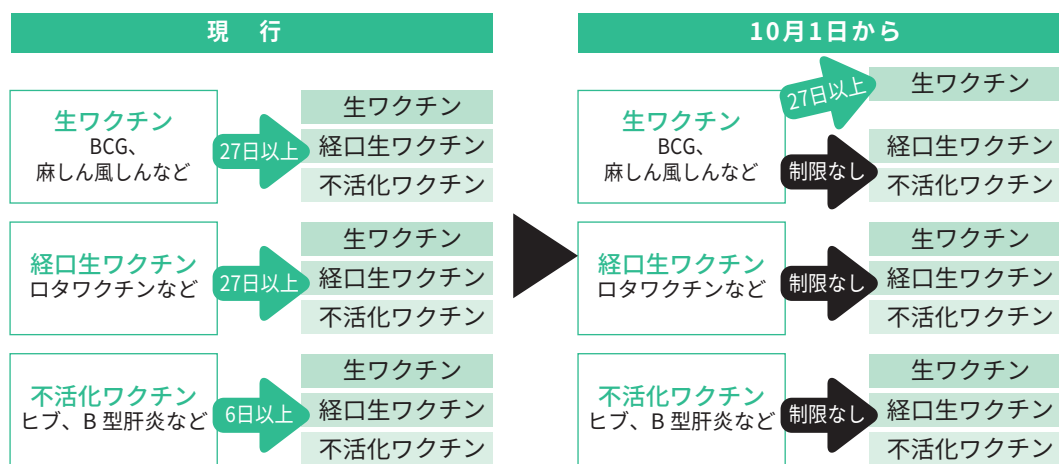 現 行
生ワクチン
BCG、
麻しん風しんなど
27日以上
生ワクチン
経口生ワクチン
不活化ワクチン
経口生ワクチン
ロタワクチンなど
27日以上
生ワクチン
経口生ワクチン
不活化ワクチン
不活化ワクチン
ヒブ、B 型肝炎など
6日以上
生ワクチン
経口生ワクチン
不活化ワクチン
10月1日から
生ワクチン
BCG、
麻しん風しんなど
27日以上
生ワクチン
制限なし
経口生ワクチン
不活化ワクチン
経口生ワクチン
ロタワクチンなど
制限なし
生ワクチン
経口生ワクチン
不活化ワクチン
不活化ワクチン
ヒブ、B 型肝炎など
制限なし
生ワクチン
経口生ワクチン
不活化ワクチン